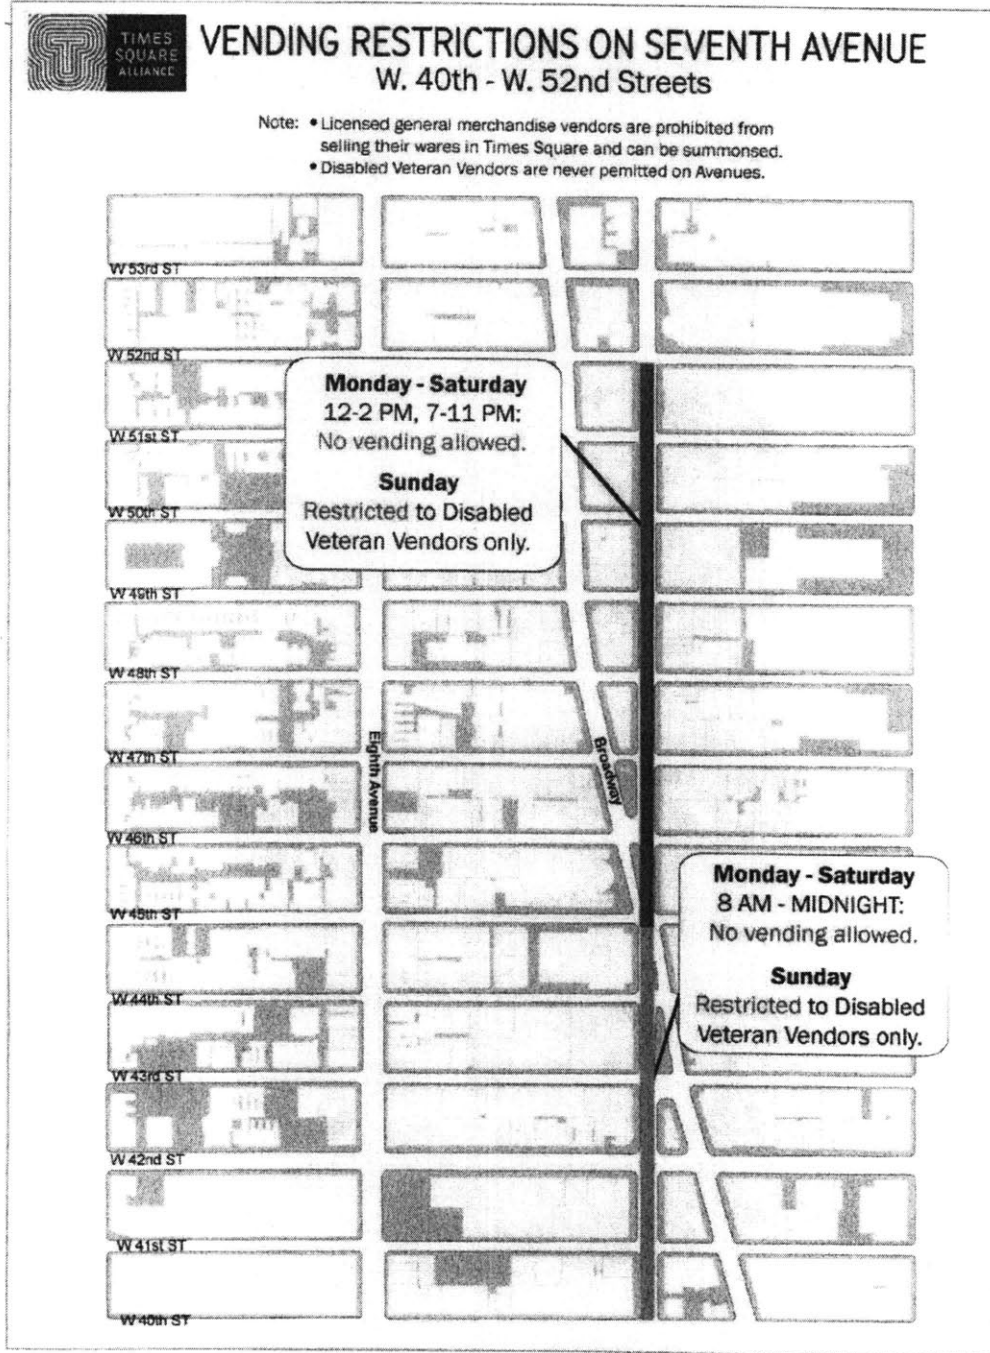 TIMES
SQUARE
ALLIANCE
VENDING RESTRICTIONS ON SEVENTH AVENUE
W. 40th - W. 52nd Streets
Note: • Licensed general merchandise vendors are prohibited from
selling their wares in Times Square and can be summonsed.
• Disabled Veteran Vendors are never pemitted on Avenues.
W 53rd ST
W 52nd ST
Monday - Saturday
12-2 PM, 7-11 PM:
No vending allowed.
Sunday
Restricted to Disabled
Veteran Vendors only.
W 51st ST
W 50th ST
W 49th ST
W 48th ST
W 47th ST
Eighth Avenue
Broadway
W 46th ST
W 45th ST
Monday - Saturday
8 AM - MIDNIGHT:
No vending allowed.
Sunday
Restricted to Disabled
Veteran Vendors only.
W 44th ST
W 43rd ST
W 42nd ST
W 41st ST
W 40th ST